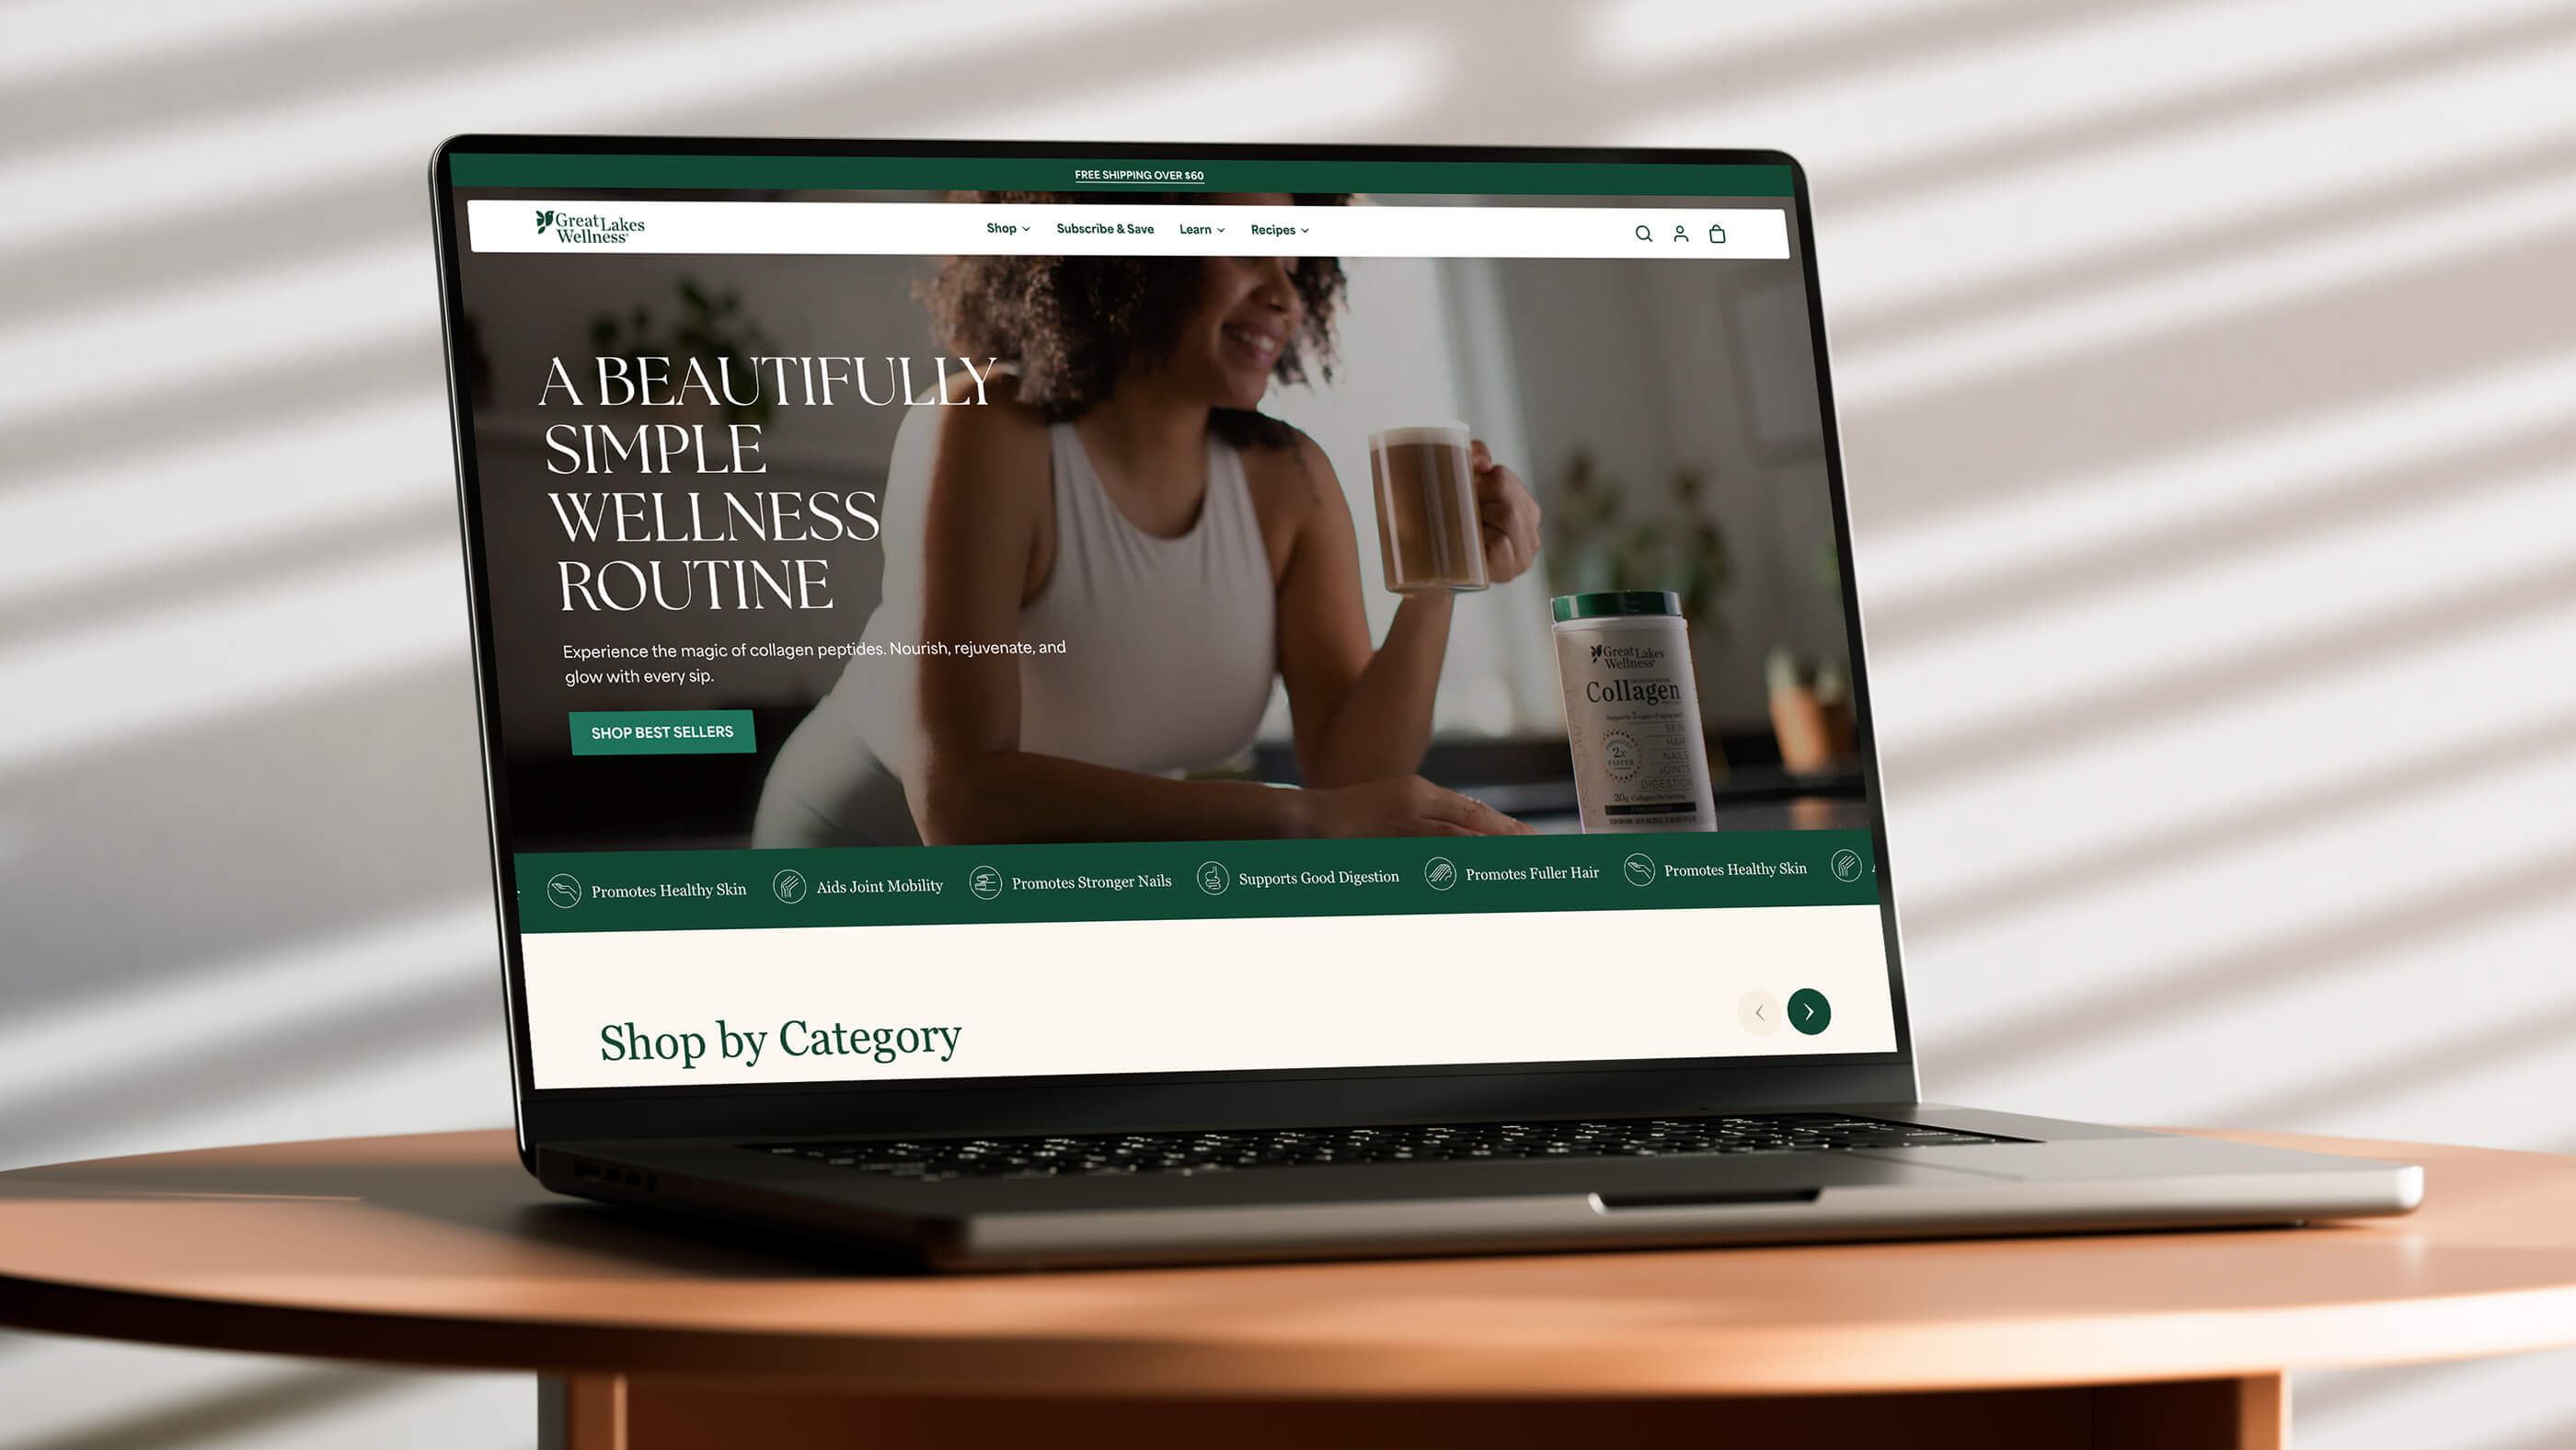 FREE SHIPPING OVER $60
Great Lakes
Wellness
Shop
Subscribe & Save
Learn
Recipes
A BEAUTIFULLY
SIMPLE
WELLNESS
ROUTINE
Experience the magic of collagen peptides. Nourish, rejuvenate, and
glow with every sip.
SHOP BEST SELLERS
Great Lakes
Wellness
Collagen
SKIN
HAIR
NAILS
JOINTS
DIGESTION
2x
FASTER
Promotes Healthy Skin
Aids Joint Mobility
Promotes Stronger Nails
Supports Good Digestion
Promotes Fuller Hair
Promotes Healthy Skin
Shop by Category